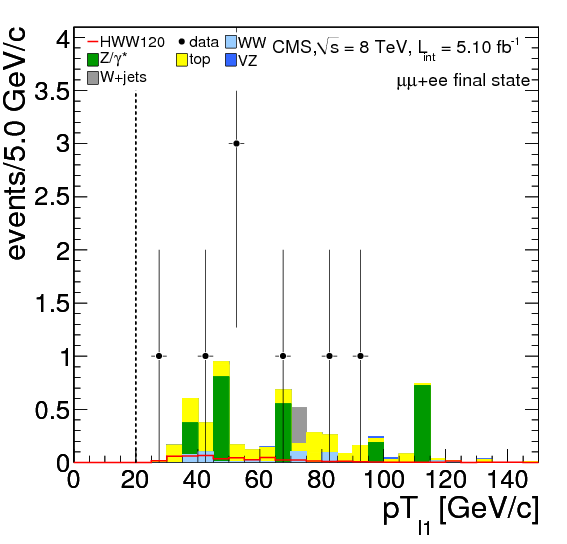 HWW120 data WW CMS,√s = 8 TeV, L_int = 5.10 fb⁻¹
Z/γ* top VZ
W+jets
μμ+ee final state
events/5.0 GeV/c
4
3.5
3
2.5
2
1.5
1
0.5
0
0 20 40 60 80 100 120 140
pT_l1 [GeV/c]